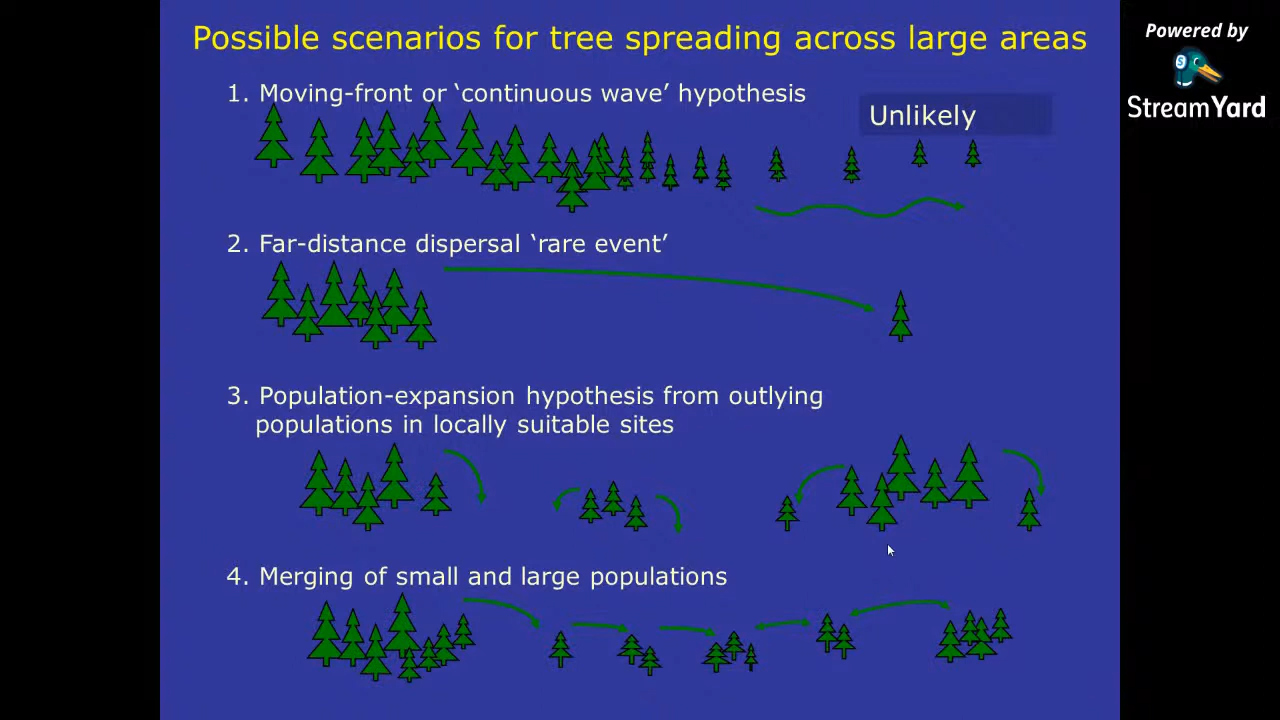 Possible scenarios for tree spreading across large areas
Powered by
StreamYard
1. Moving-front or ‘continuous wave’ hypothesis
Unlikely
2. Far-distance dispersal ‘rare event’
3. Population-expansion hypothesis from outlying
populations in locally suitable sites
4. Merging of small and large populations